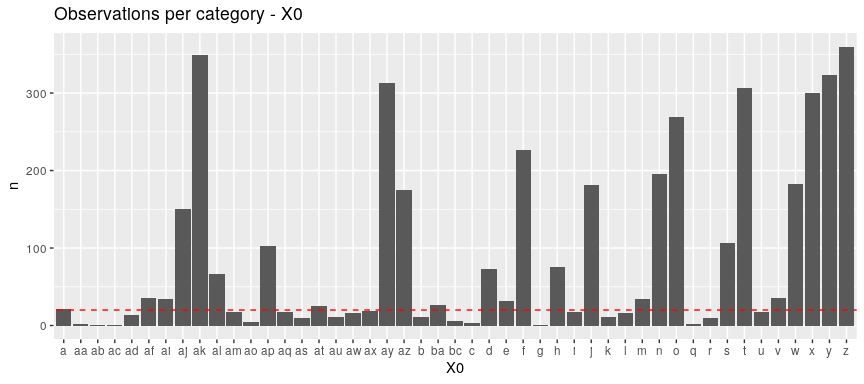 Observations per category - X0
n
300
200
100
0
a aa ab ac ad af ai aj ak al am ao ap aq as at au aw ax ay az b ba bc c d e f g h i j k l m n o q r s t u v w x y z
X0